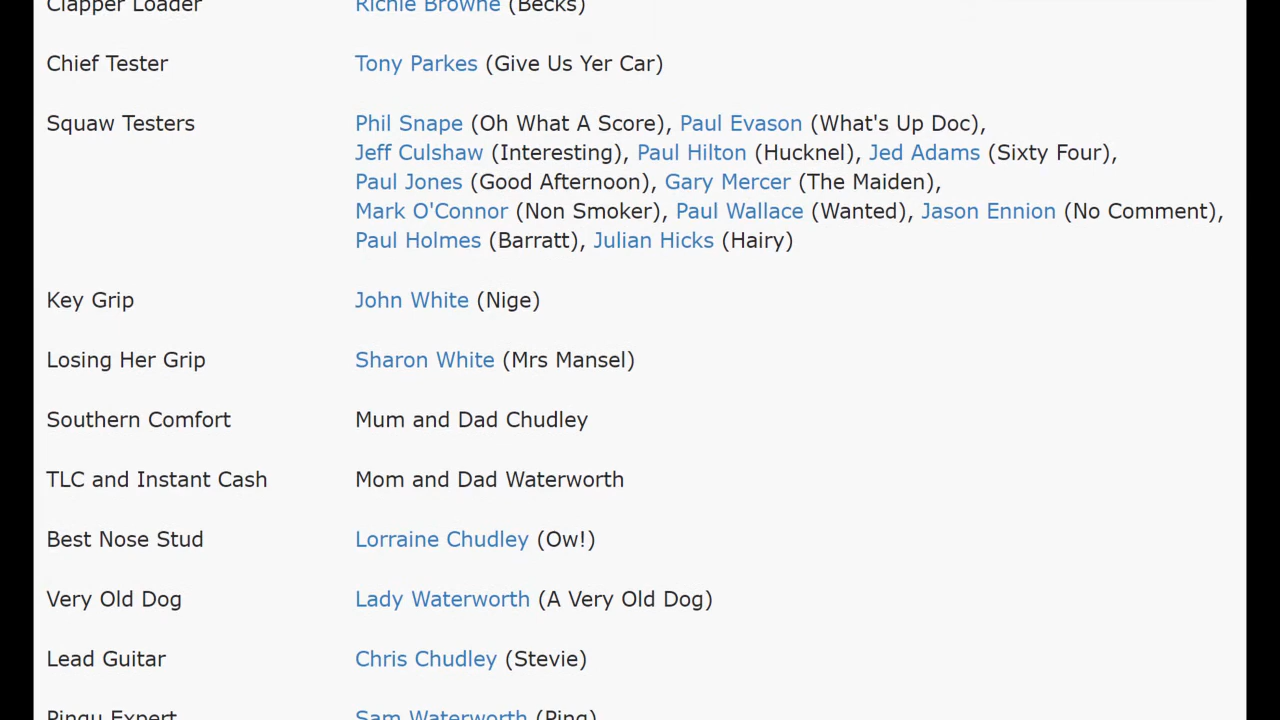 Clapper Loader Richie Browne (Becks)
Chief Tester Tony Parkes (Give Us Yer Car)
Squaw Testers Phil Snape (Oh What A Score), Paul Evason (What's Up Doc),
Jeff Culshaw (Interesting), Paul Hilton (Hucknel), Jed Adams (Sixty Four),
Paul Jones (Good Afternoon), Gary Mercer (The Maiden),
Mark O'Connor (Non Smoker), Paul Wallace (Wanted), Jason Ennion (No Comment),
Paul Holmes (Barratt), Julian Hicks (Hairy)
Key Grip John White (Nige)
Losing Her Grip Sharon White (Mrs Mansel)
Southern Comfort Mum and Dad Chudley
TLC and Instant Cash Mom and Dad Waterworth
Best Nose Stud Lorraine Chudley (Ow!)
Very Old Dog Lady Waterworth (A Very Old Dog)
Lead Guitar Chris Chudley (Stevie)
Pingu Expert Sam Waterworth (Ping)